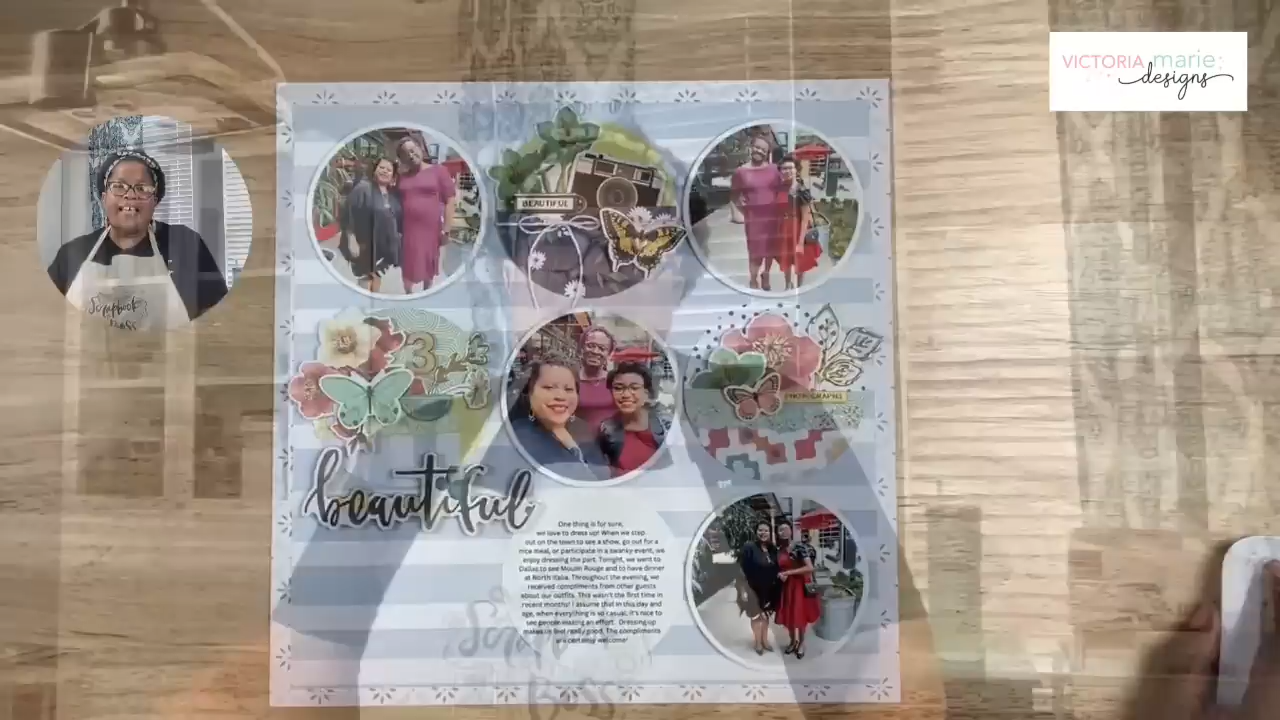 VICTORIA marie:
designs
Scrapbook
BOSS
BEAUTIFUL
3
PHOTOGRAPHS
beautiful
One thing is for sure,
we love to dress up! When we step
out on the town to see a show, go out for a
nice meal, or participate in a swanky event, we
enjoy dressing the part. Tonight, we went to
Dallas to see Moulin Rouge and to have dinner
at North Italia. Throughout the evening, we
received compliments from other guests
about our outfits. This wasn't the first time in
recent months! I assume that in this day and
age, when everything is so casual, it's nice to
see people making an effort. Dressing up
makes us feel really good. The compliments
are certainly welcome!
Scrapbook
Boss